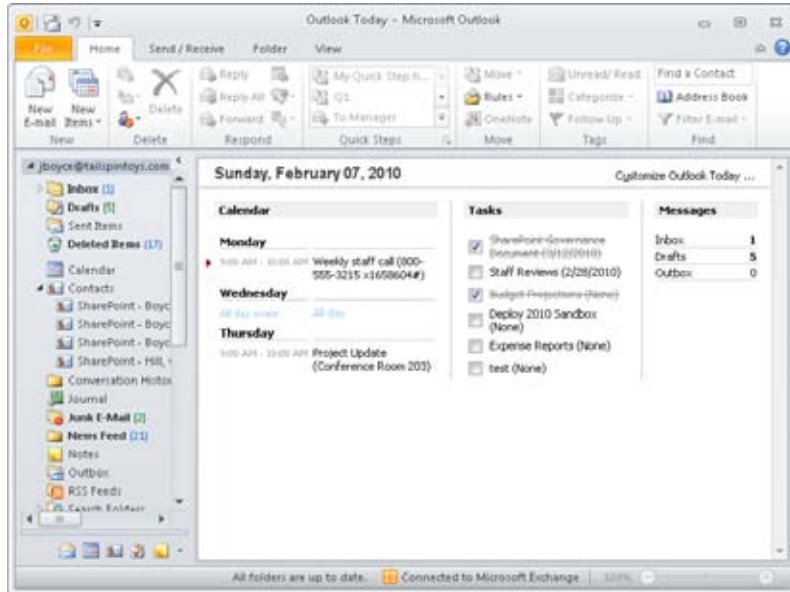 Outlook Today - Microsoft Outlook
File Home Send / Receive Folder View
New E-mail
New Items
Delete
Reply
Reply All
Forward
My Quick Step
Q1
To Manager
Move
Rules
OneNote
Unread/ Read
Categorize
Follow Up
Find a Contact
Address Book
Filter E-mail
New Delete Respond Quick Steps Move Tags Find
jboyce@tailspintoys.com
Inbox (1)
Drafts [5]
Sent Items
Deleted Items (17)
Calendar
Contacts
SharePoint - Boyc
SharePoint - Boyc
SharePoint - Boyc
SharePoint - Hill,
Conversation Histor
Journal
Junk E-Mail [2]
News Feed (21)
Notes
Outbox
RSS Feeds
Search Folders
Sunday, February 07, 2010
Customize Outlook Today ...
Calendar
Monday
9:00 AM - 10:00 AM Weekly staff call (800-
555-3215 x1658604#)
Wednesday
All day event All day
Thursday
9:00 AM - 10:00 AM Project Update
(Conference Room 203)
Tasks
SharePoint Governance
Document (3/12/2010)
Staff Reviews (2/28/2010)
Budget Projections (None)
Deploy 2010 Sandbox
(None)
Expense Reports (None)
test (None)
Messages
Inbox 1
Drafts 5
Outbox 0
All folders are up to date. Connected to Microsoft Exchange